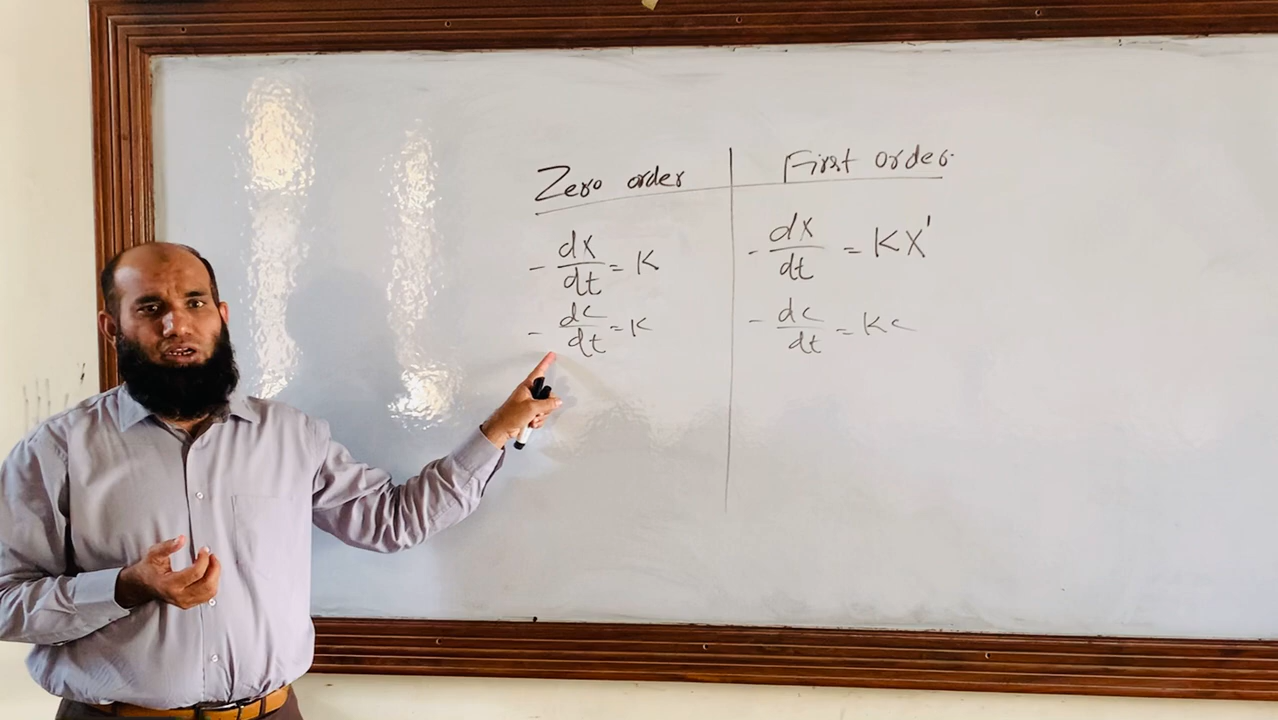 Zero order
First order.
- dx/dt = K
- dx/dt = KX'
- dc/dt = K
- dc/dt = Kc